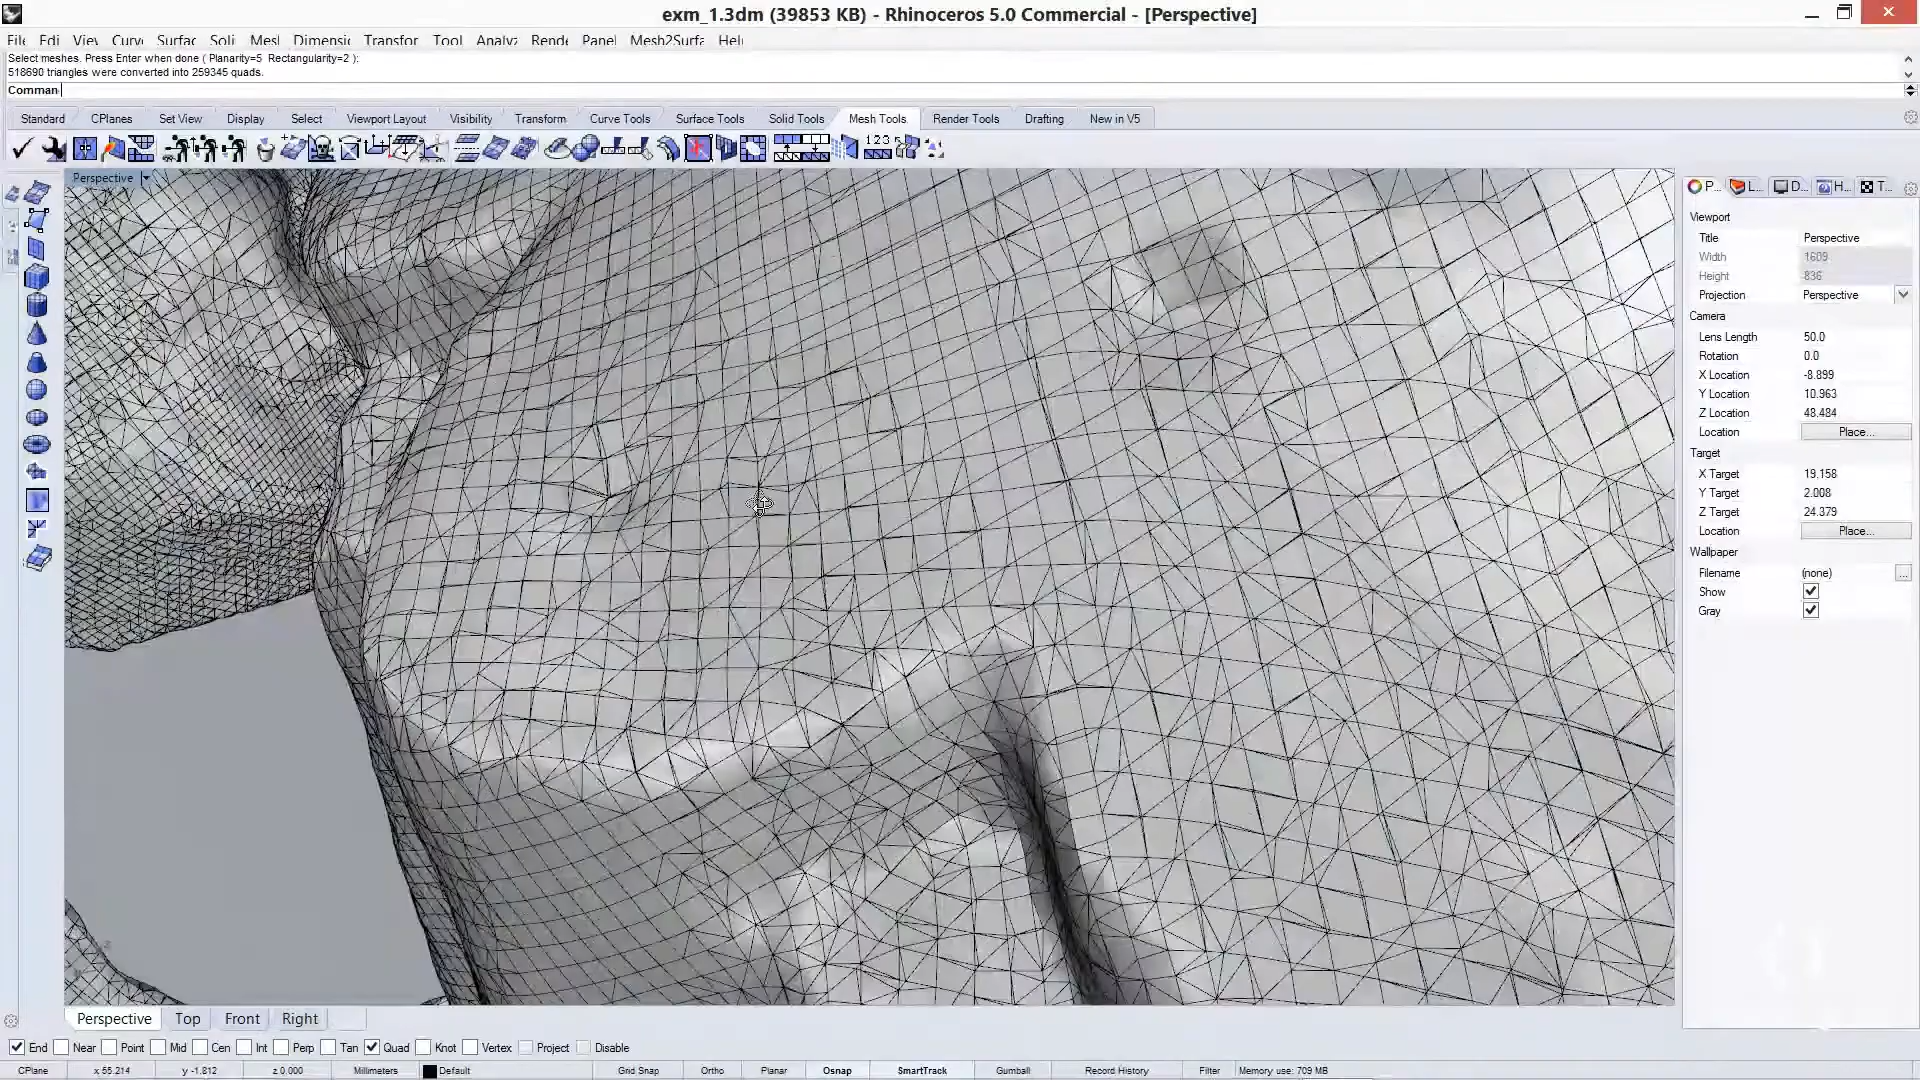 exm_1.3dm (39853 KB) - Rhinoceros 5.0 Commercial - [Perspective]
Fil Edi Viev Curv Surfac Soli Mesl Dimensic Transfor Tool Analyz Rende Panel Mesh2Surfa Hel
Select meshes. Press Enter when done ( Planarity=5 Rectangularity=2 ):
518690 triangles were converted into 259345 quads.
Comman
Standard CPlanes Set View Display Select Viewport Layout Visibility Transform Curve Tools Surface Tools Solid Tools Mesh Tools Render Tools Drafting New in V5
1 2 3
Perspective
P... L... D... H... T...
Viewport
Title Perspective
Width 1609
Height 836
Projection Perspective
Camera
Lens Length 50.0
Rotation 0.0
X Location -8.899
Y Location 10.963
Z Location 48.484
Location Place...
Target
X Target 19.158
Y Target 2.008
Z Target 24.379
Location Place...
Wallpaper
Filename (none) ...
Show
Gray
Perspective Top Front Right
End Near Point Mid Cen Int Perp Tan Quad Knot Vertex Project Disable
CPlane x 55.214 y -1.812 z 0.000 Millimeters Default Grid Snap Ortho Planar Osnap SmartTrack Gumball Record History Filter Memory use: 709 MB